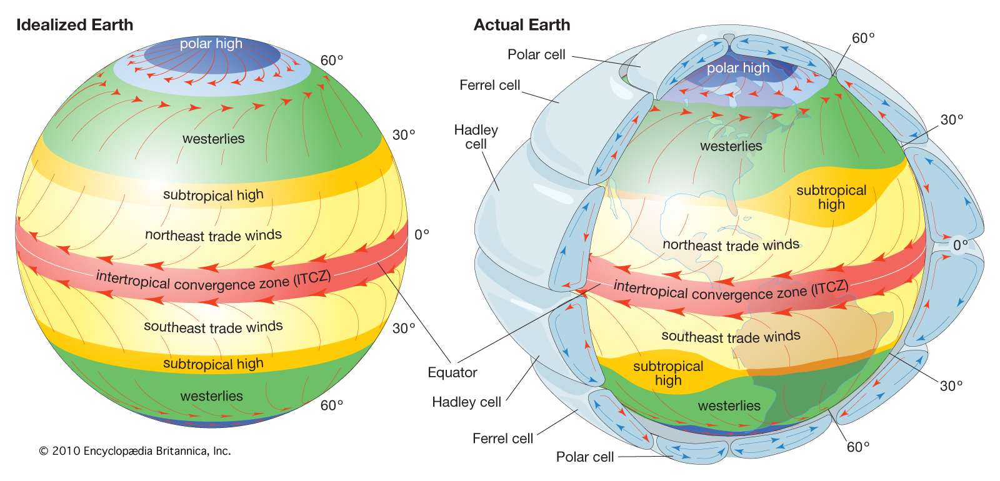 Idealized Earth
polar high
60°
westerlies
30°
subtropical high
northeast trade winds
0°
intertropical convergence zone (ITCZ)
southeast trade winds
30°
subtropical high
westerlies
60°
© 2010 Encyclopædia Britannica, Inc.
Equator
Actual Earth
60°
Polar cell
polar high
Ferrel cell
30°
Hadley
cell
westerlies
subtropical
high
northeast trade winds
0°
intertropical convergence zone (ITCZ)
southeast trade winds
subtropical
high
30°
Hadley cell
westerlies
Ferrel cell
60°
Polar cell